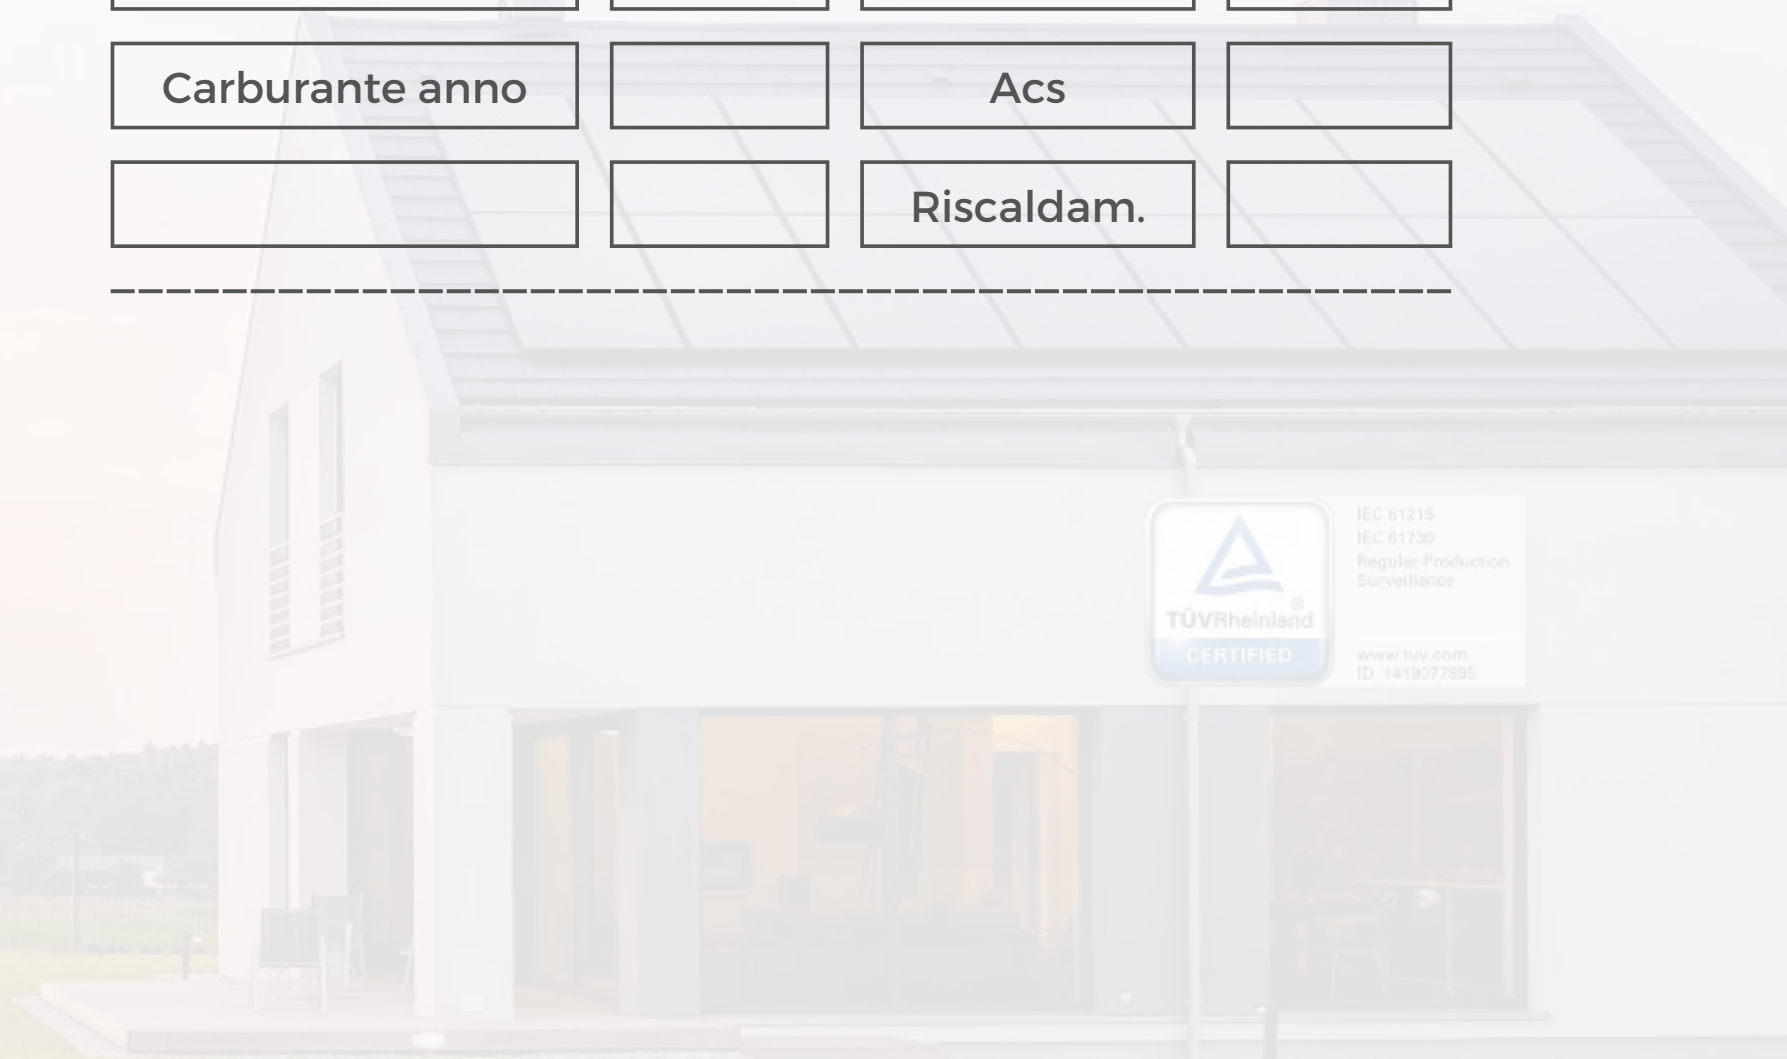 Carburante anno
Acs
Riscaldam.
IEC 61215
IEC 61730
Regular Production
Surveillance
TÜVRheinland®
CERTIFIED
www.tuv.com
ID 1419077895